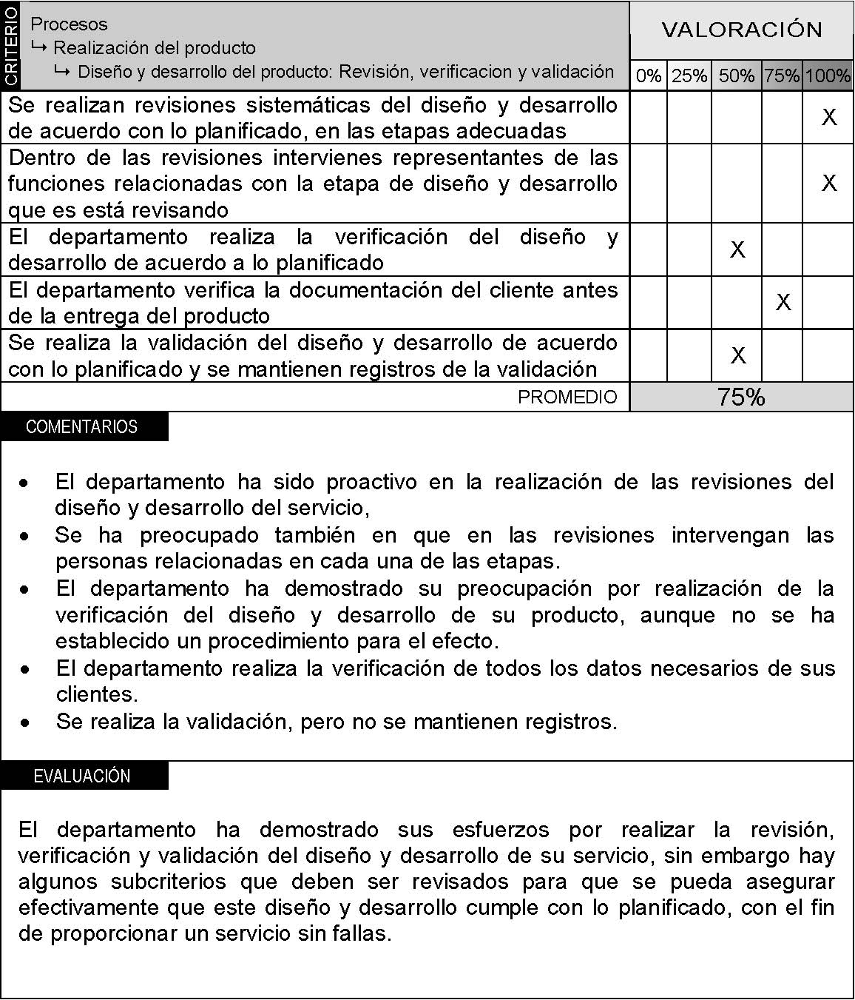 CRITERIO
Procesos
↳ Realización del producto
↳ Diseño y desarrollo del producto: Revisión, verificacion y validación
VALORACIÓN
0% 25% 50% 75% 100%
Se realizan revisiones sistemáticas del diseño y desarrollo
de acuerdo con lo planificado, en las etapas adecuadas
X
Dentro de las revisiones intervienes representantes de las
funciones relacionadas con la etapa de diseño y desarrollo
que es está revisando
X
El departamento realiza la verificación del diseño y
desarrollo de acuerdo a lo planificado
X
El departamento verifica la documentación del cliente antes
de la entrega del producto
X
Se realiza la validación del diseño y desarrollo de acuerdo
con lo planificado y se mantienen registros de la validación
X
PROMEDIO 75%
COMENTARIOS
• El departamento ha sido proactivo en la realización de las revisiones del
diseño y desarrollo del servicio,
• Se ha preocupado también en que en las revisiones intervengan las
personas relacionadas en cada una de las etapas.
• El departamento ha demostrado su preocupación por realización de la
verificación del diseño y desarrollo de su producto, aunque no se ha
establecido un procedimiento para el efecto.
• El departamento realiza la verificación de todos los datos necesarios de sus
clientes.
• Se realiza la validación, pero no se mantienen registros.
EVALUACIÓN
El departamento ha demostrado sus esfuerzos por realizar la revisión,
verificación y validación del diseño y desarrollo de su servicio, sin embargo hay
algunos subcriterios que deben ser revisados para que se pueda asegurar
efectivamente que este diseño y desarrollo cumple con lo planificado, con el fin
de proporcionar un servicio sin fallas.